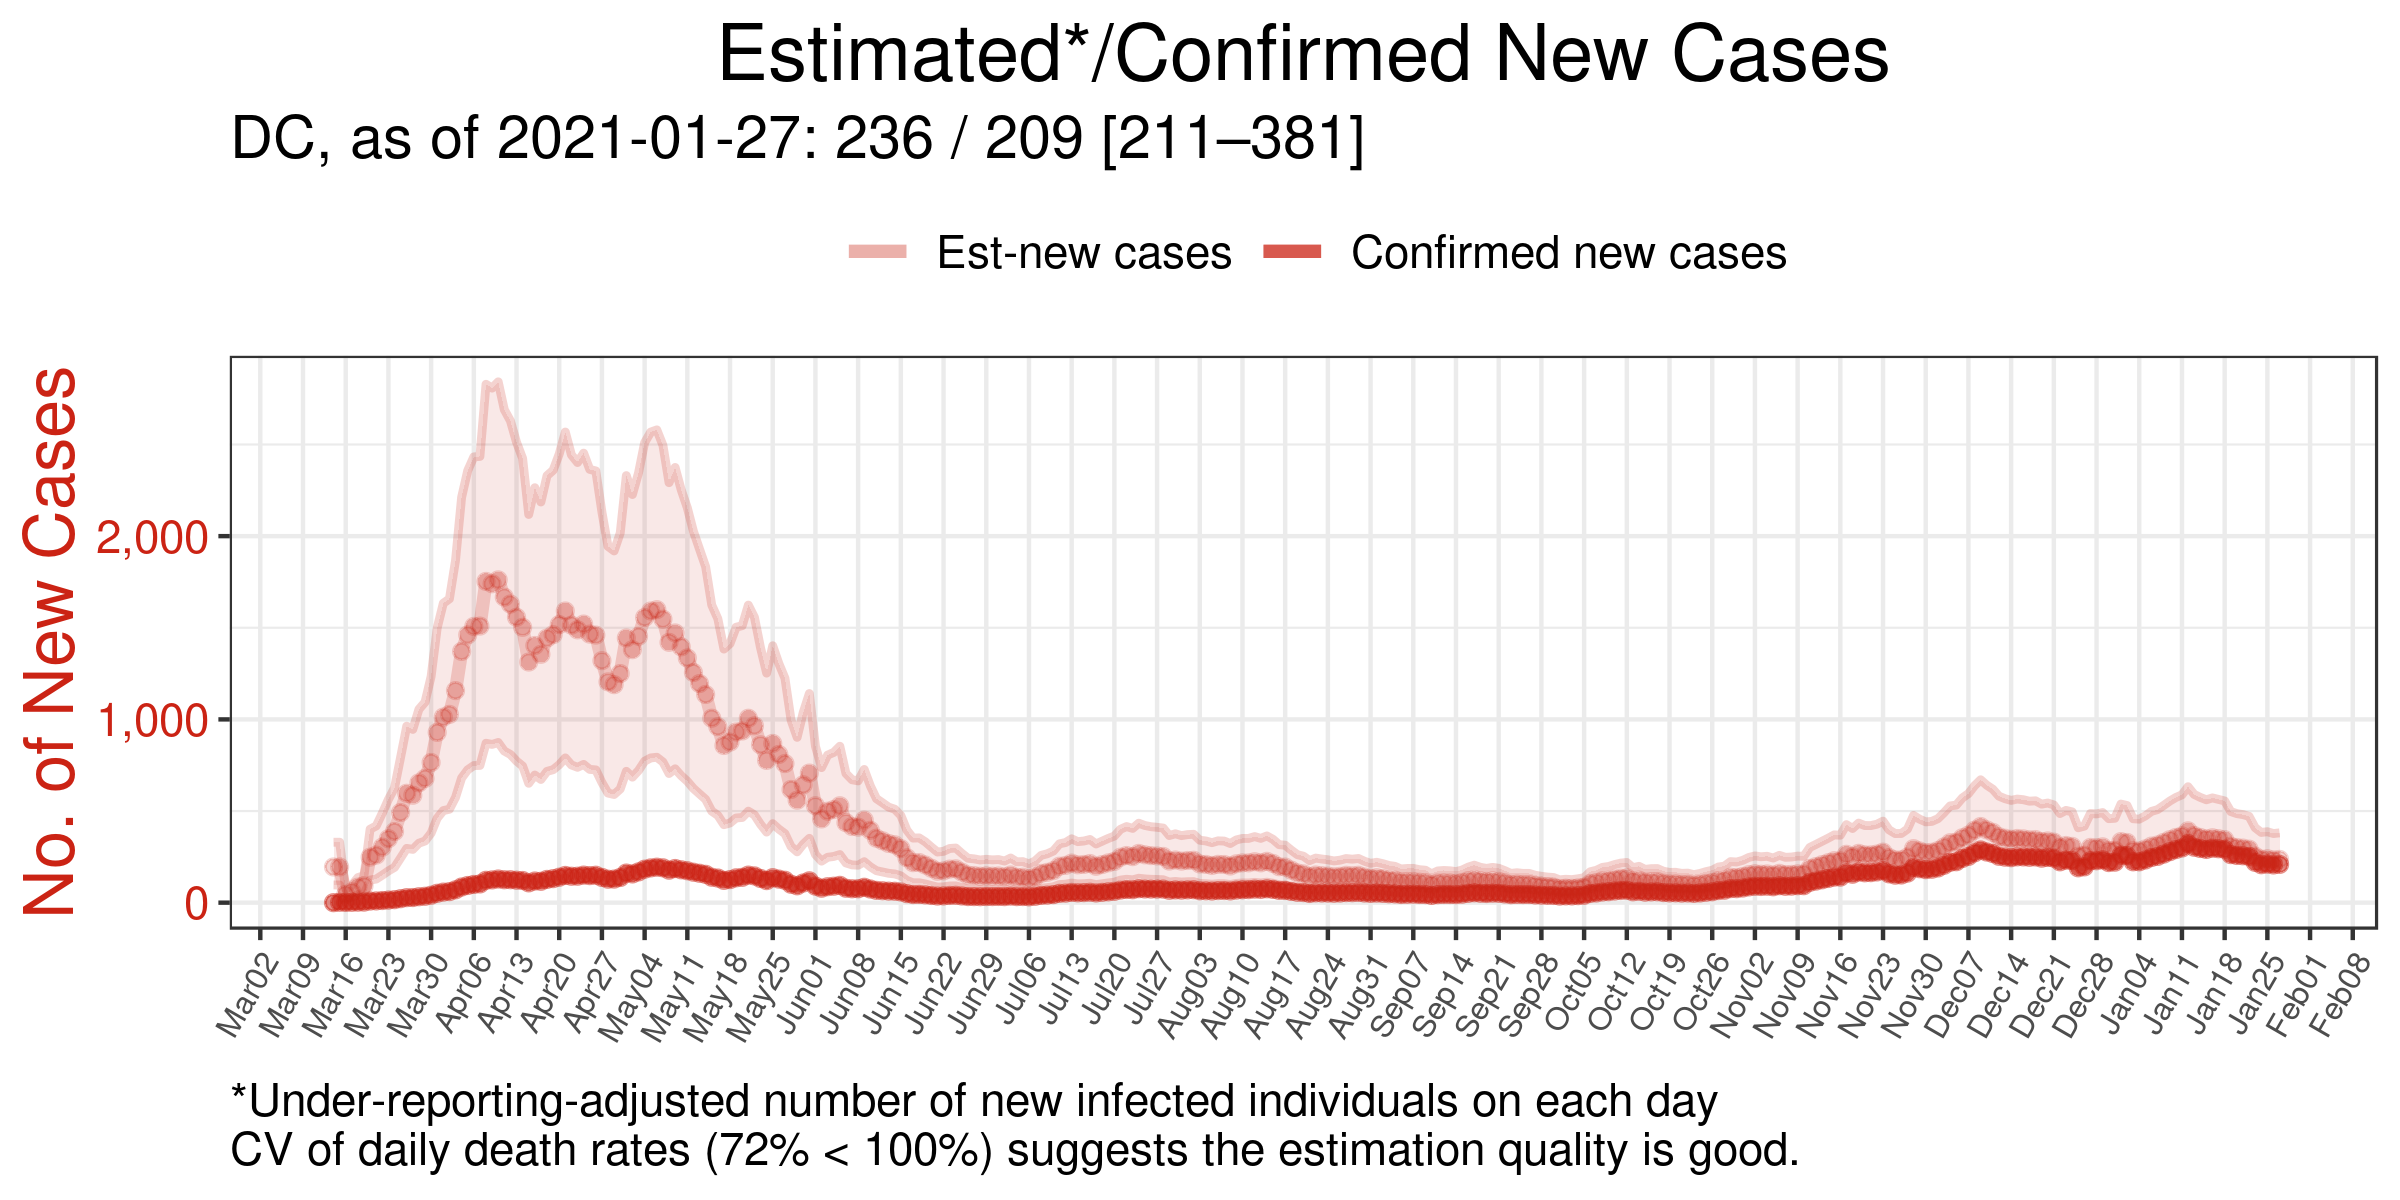 Estimated*/Confirmed New Cases
DC, as of 2021-01-27: 236 / 209 [211–381]
Est-new cases Confirmed new cases
No. of New Cases
2,000
1,000
0
Mar02 Mar09 Mar16 Mar23 Mar30 Apr06 Apr13 Apr20 Apr27 May04 May11 May18 May25 Jun01 Jun08 Jun15 Jun22 Jun29 Jul06 Jul13 Jul20 Jul27 Aug03 Aug10 Aug17 Aug24 Aug31 Sep07 Sep14 Sep21 Sep28 Oct05 Oct12 Oct19 Oct26 Nov02 Nov09 Nov16 Nov23 Nov30 Dec07 Dec14 Dec21 Dec28 Jan04 Jan11 Jan18 Jan25 Feb01 Feb08
*Under-reporting-adjusted number of new infected individuals on each day
CV of daily death rates (72% < 100%) suggests the estimation quality is good.